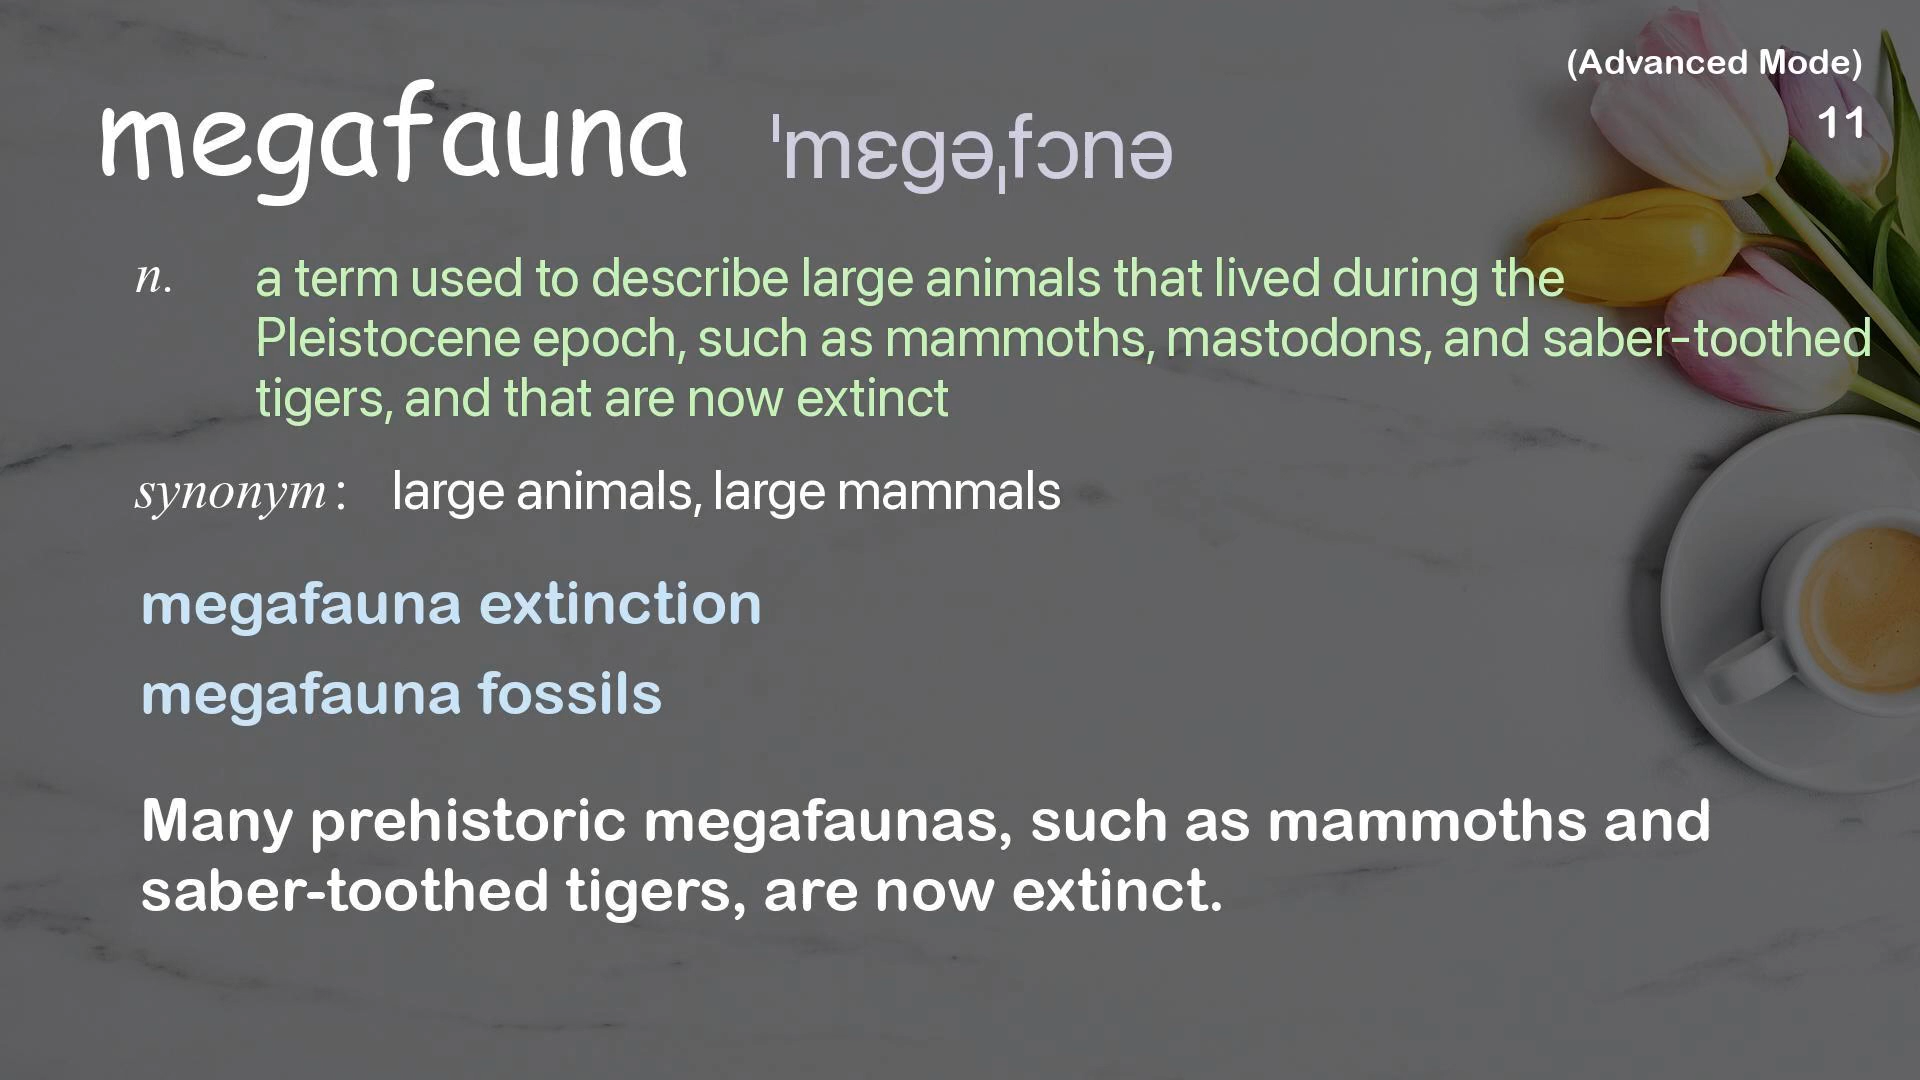 (Advanced Mode)
megafauna ˈmɛɡəˌfɔnə
11
n. a term used to describe large animals that lived during the
Pleistocene epoch, such as mammoths, mastodons, and saber-toothed
tigers, and that are now extinct
synonym: large animals, large mammals
megafauna extinction
megafauna fossils
Many prehistoric megafaunas, such as mammoths and
saber-toothed tigers, are now extinct.